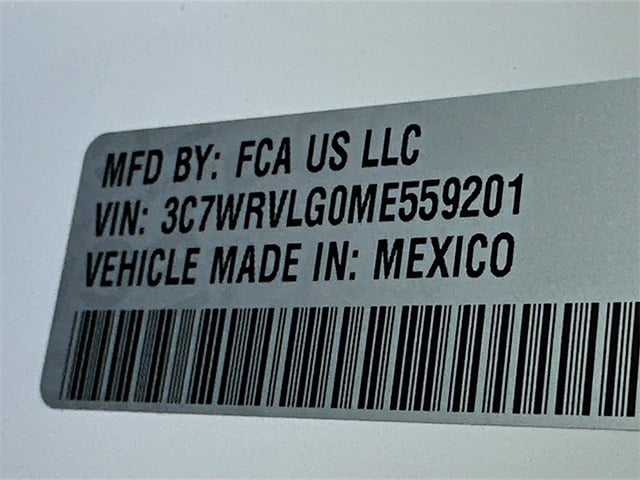 MFD BY: FCA US LLC
VIN: 3C7WRVLG0ME559201
VEHICLE MADE IN: MEXICO